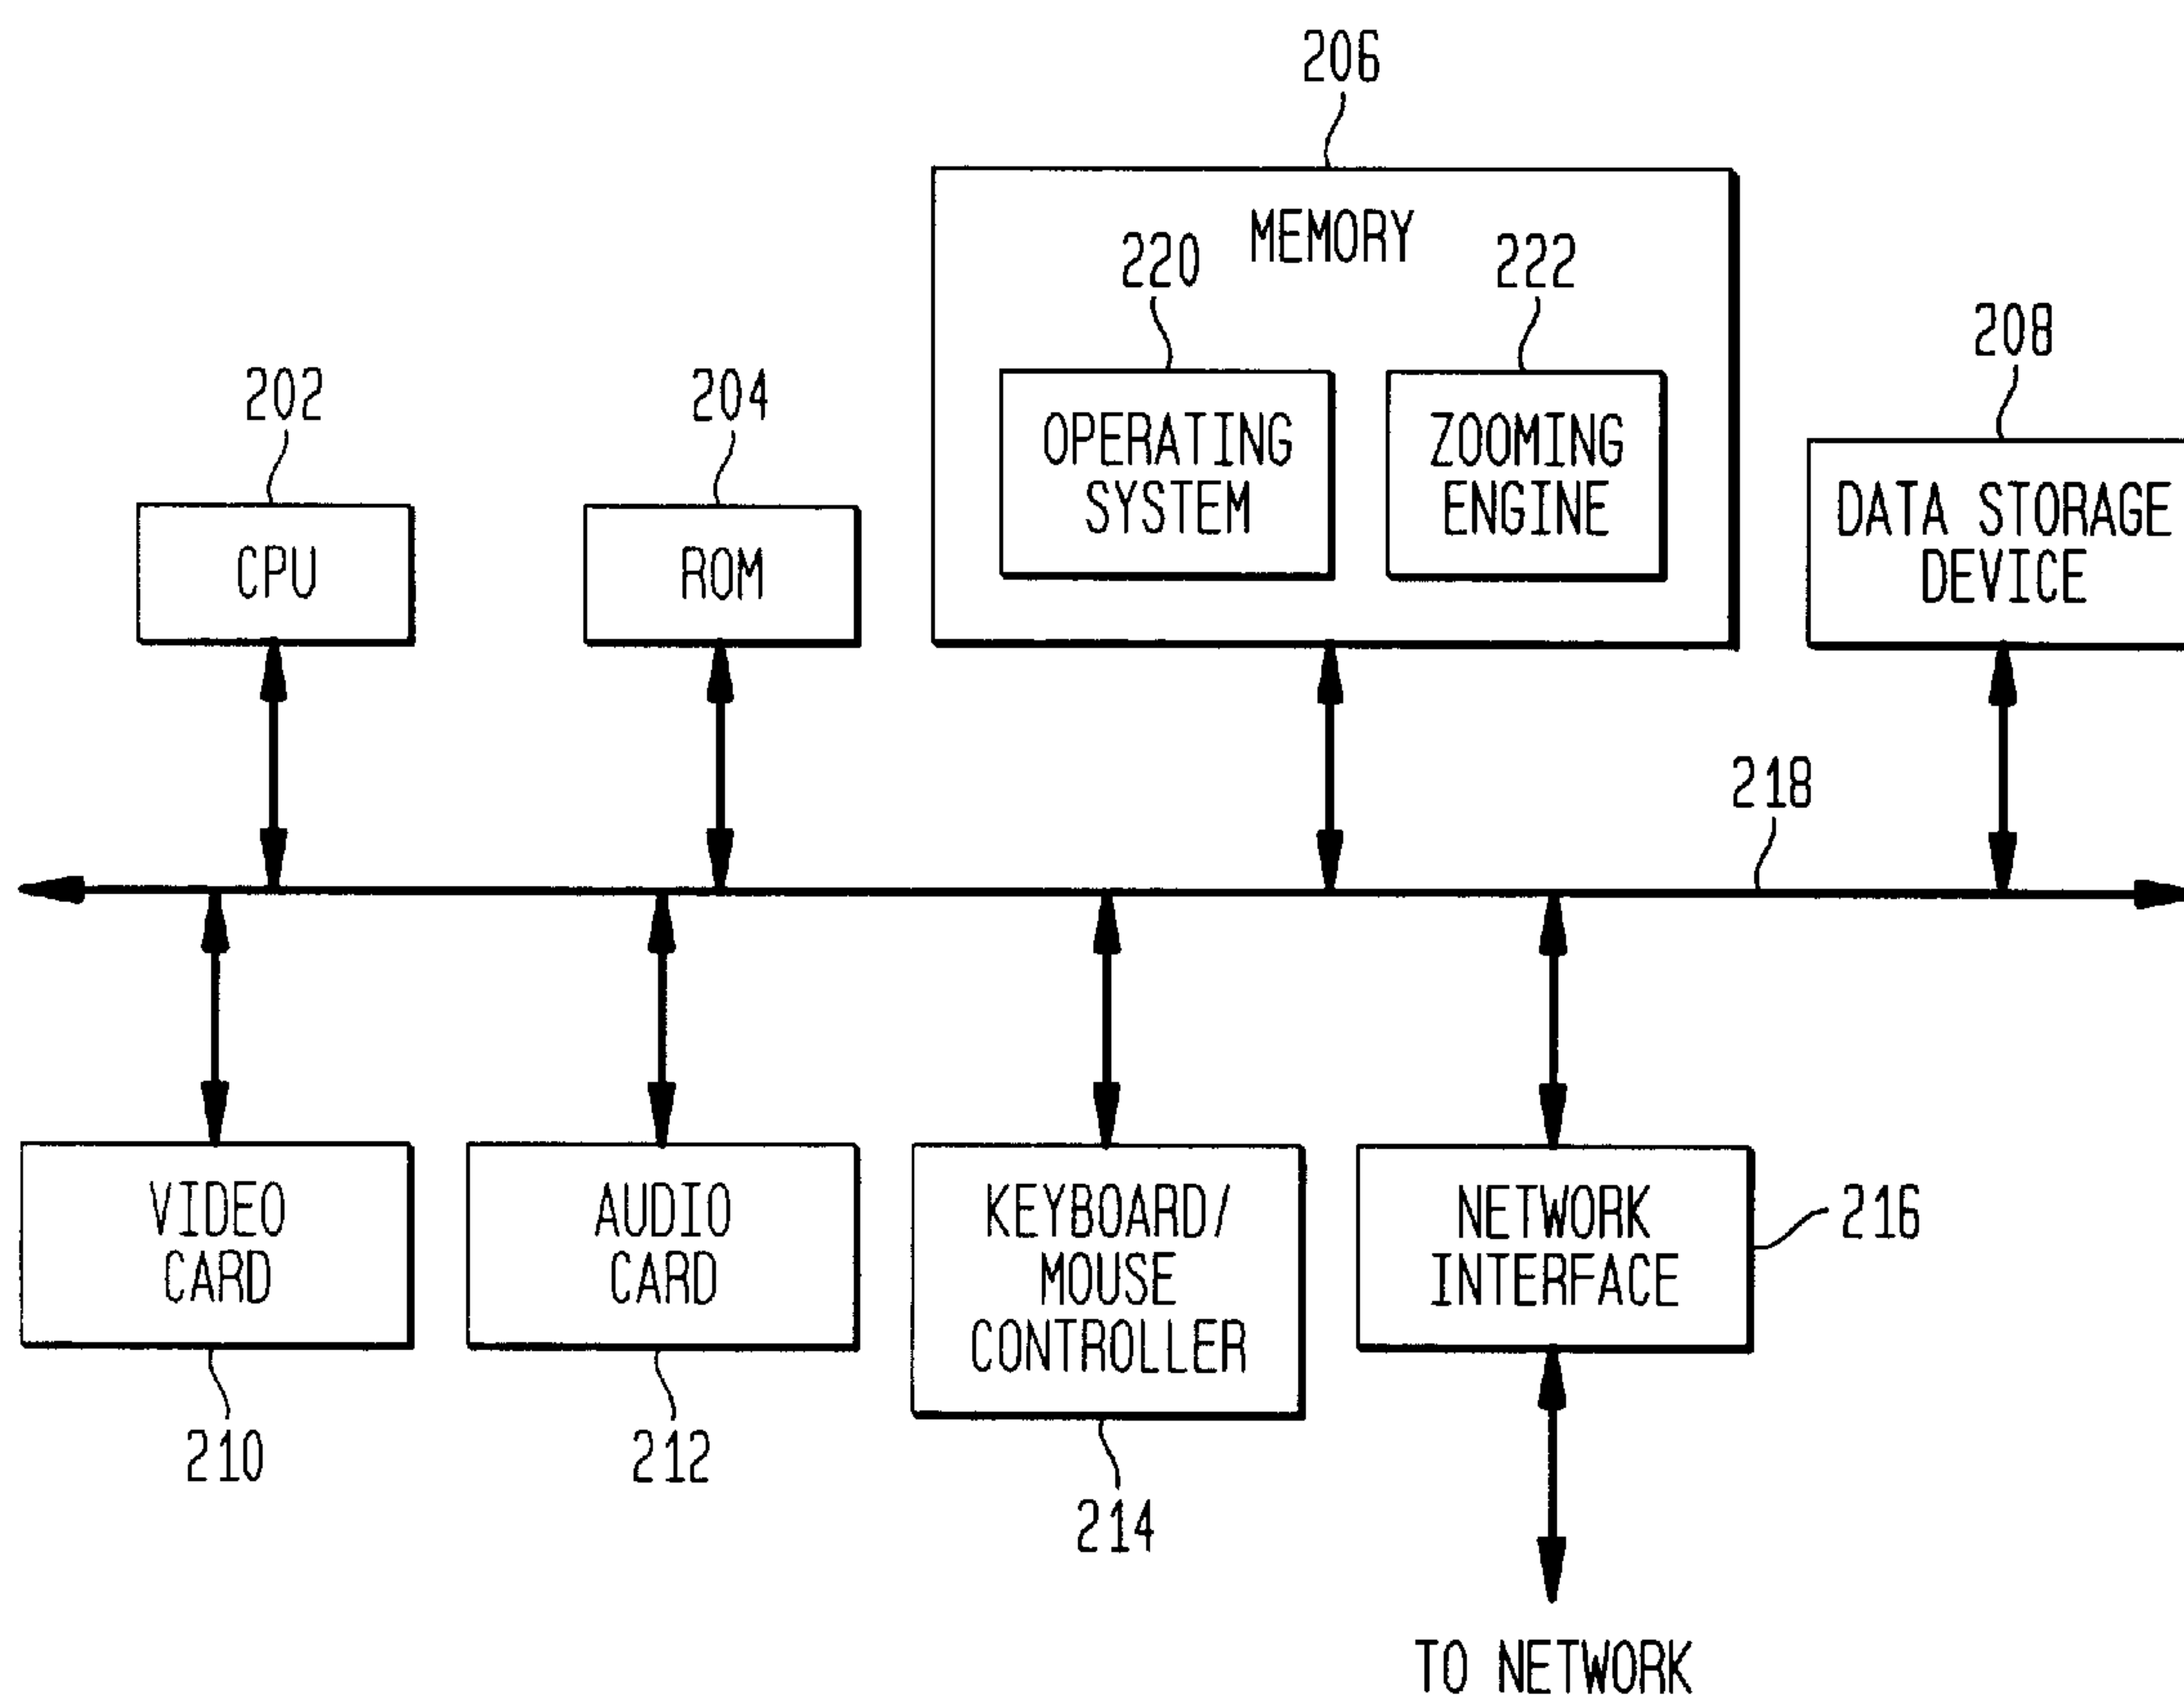 206
MEMORY
220
222
208
202
204
OPERATING
SYSTEM
ZOOMING
ENGINE
DATA STORAGE
DEVICE
CPU
ROM
218
VIDEO
CARD
AUDIO
CARD
KEYBOARD/
MOUSE
CONTROLLER
NETWORK
INTERFACE
216
210
212
214
TO NETWORK